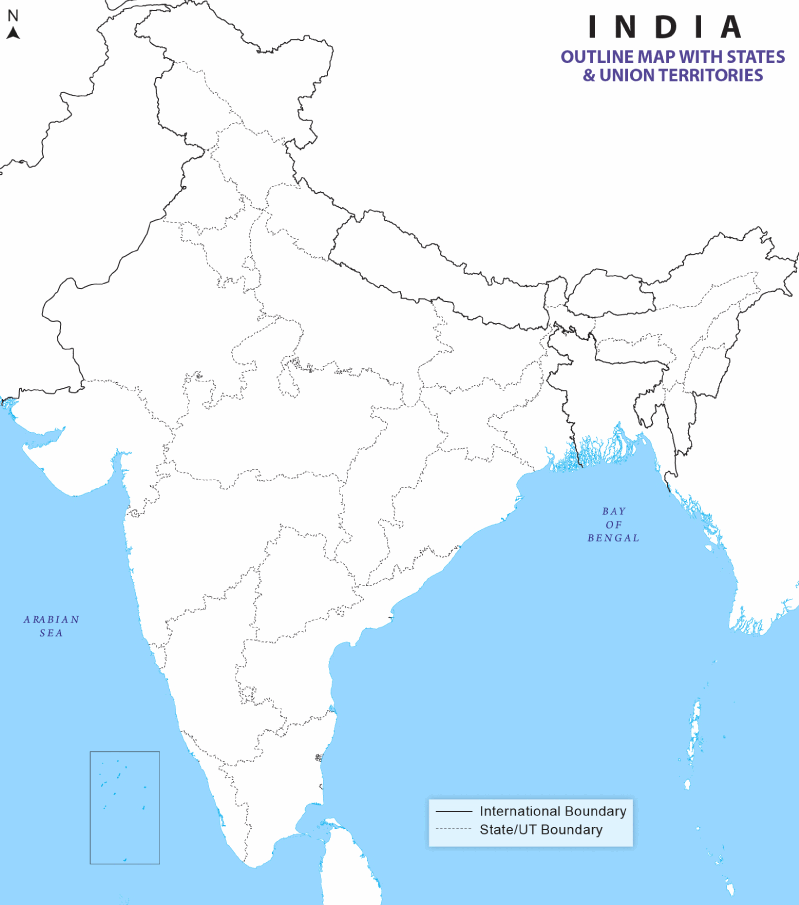 N
INDIA
OUTLINE MAP WITH STATES
& UNION TERRITORIES
BAY
OF
BENGAL
ARABIAN
SEA
International Boundary
State/UT Boundary